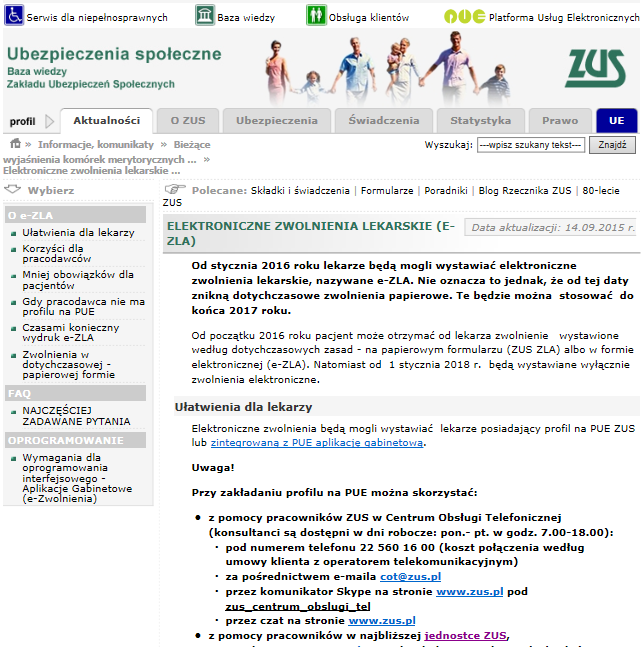 Serwis dla niepełnosprawnych
Baza wiedzy
Obsługa klientów
pue Platforma Usług Elektronicznych
Ubezpieczenia społeczne
Baza wiedzy
Zakładu Ubezpieczeń Społecznych
ZUS
profil
Aktualności
O ZUS
Ubezpieczenia
Świadczenia
Statystyka
Prawo
UE
» Informacje, komunikaty » Bieżące
wyjaśnienia komórek merytorycznych ... »
Elektroniczne zwolnienia lekarskie ...
Wyszukaj: ---wpisz szukany tekst--- Znajdź
Wybierz
O e-ZLA
Ułatwienia dla lekarzy
Korzyści dla
pracodawców
Mniej obowiązków dla
pacjentów
Gdy pracodawca nie ma
profilu na PUE
Czasami konieczny
wydruk e-ZLA
Zwolnienia w
dotychczasowej -
papierowej formie
FAQ
NAJCZĘŚCIEJ
ZADAWANE PYTANIA
OPROGRAMOWANIE
Wymagania dla
oprogramowania
interfejsowego -
Aplikacje Gabinetowe
(e-Zwolnienia)
Polecane: Składki i świadczenia | Formularze | Poradniki | Blog Rzecznika ZUS | 80-lecie
ZUS
ELEKTRONICZNE ZWOLNIENIA LEKARSKIE (E-
ZLA)
Data aktualizacji: 14.09.2015 r.
Od stycznia 2016 roku lekarze będą mogli wystawiać elektroniczne
zwolnienia lekarskie, nazywane e-ZLA. Nie oznacza to jednak, że od tej daty
znikną dotychczasowe zwolnienia papierowe. Te będzie można stosować do
końca 2017 roku.
Od początku 2016 roku pacjent może otrzymać od lekarza zwolnienie wystawione
według dotychczasowych zasad - na papierowym formularzu (ZUS ZLA) albo w formie
elektronicznej (e-ZLA). Natomiast od 1 stycznia 2018 r. będą wystawiane wyłącznie
zwolnienia elektroniczne.
Ułatwienia dla lekarzy
Elektroniczne zwolnienia będą mogli wystawiać lekarze posiadający profil na PUE ZUS
lub zintegrowaną z PUE aplikację gabinetową.
Uwaga!
Przy zakładaniu profilu na PUE można skorzystać:
• z pomocy pracowników ZUS w Centrum Obsługi Telefonicznej
(konsultanci są dostępni w dni robocze: pon.- pt. w godz. 7.00-18.00):
· pod numerem telefonu 22 560 16 00 (koszt połączenia według
umowy klienta z operatorem telekomunikacyjnym)
· za pośrednictwem e-maila cot@zus.pl
· przez komunikator Skype na stronie www.zus.pl pod
zus_centrum_obslugi_tel
· przez czat na stronie www.zus.pl
• z pomocy pracowników w najbliższej jednostce ZUS,